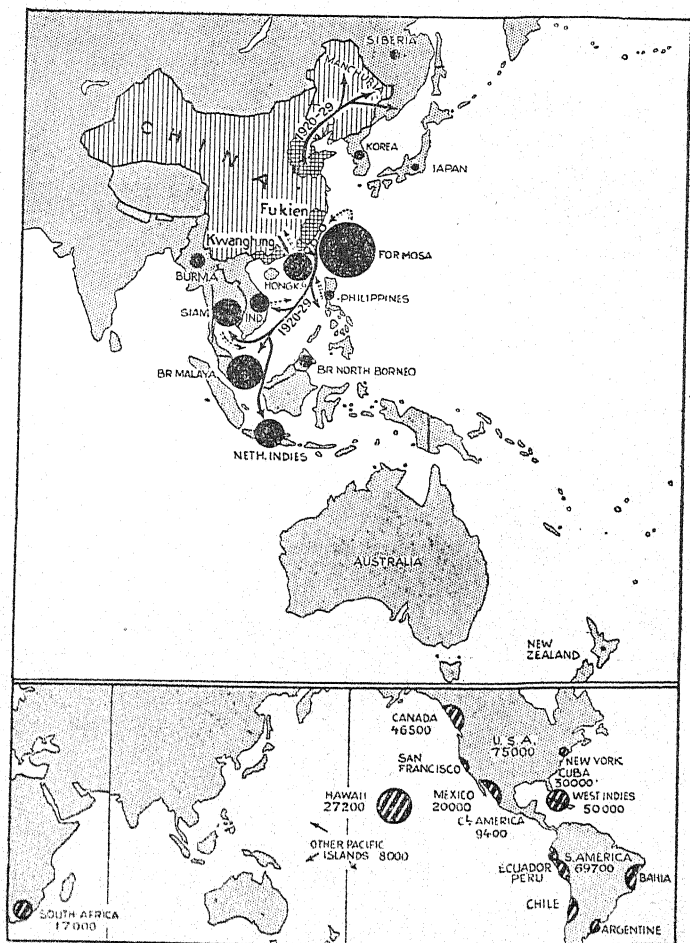 SIBERIA
MANCHURIA
1920-29
CHINA
KOREA
JAPAN
Fukien
Kwangtung
FORMOSA
BURMA
HONGK.G
SIAM
IND.
PHILIPPINES
1920-29
BR MALAYA
BR NORTH BORNEO
NETH. INDIES
AUSTRALIA
NEW
ZEALAND
CANADA
46500
U.S.A.
75000
SAN
FRANCISCO
NEW YORK
CUBA
30000
HAWAII
27200
MEXICO
20000
WEST INDIES
50000
CL AMERICA
9400
OTHER PACIFIC
ISLANDS 8000
ECUADOR
PERU
S. AMERICA
69700
BAHIA
CHILE
SOUTH AFRICA
17000
ARGENTINE